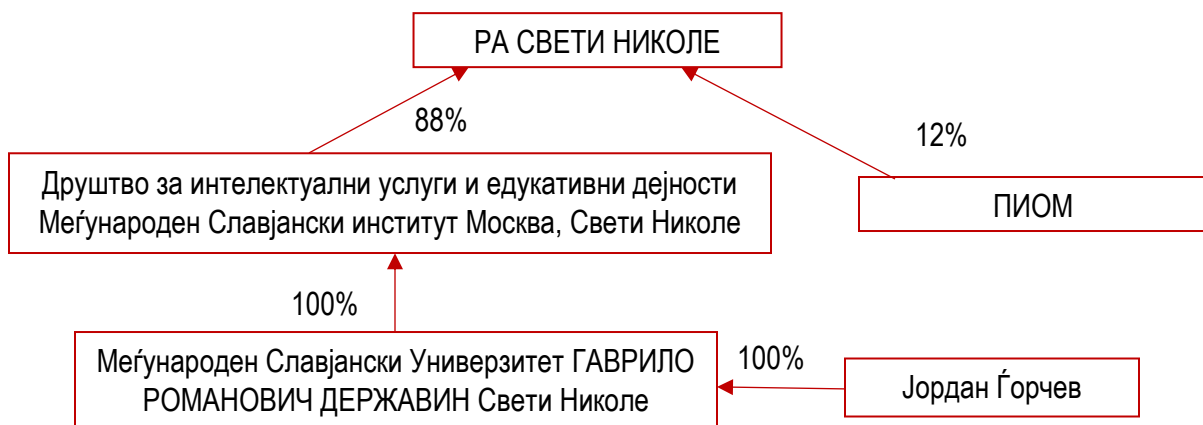 РА СВЕТИ НИКОЛЕ
88%
12%
Друштво за интелектуални услуги и едукативни дејности
Меѓународен Славјански институт Москва, Свети Николе
ПИОМ
100%
Меѓународен Славјански Универзитет ГАВРИЛО
РОМАНОВИЧ ДЕРЖАВИН Свети Николе
100%
Јордан Ѓорчев